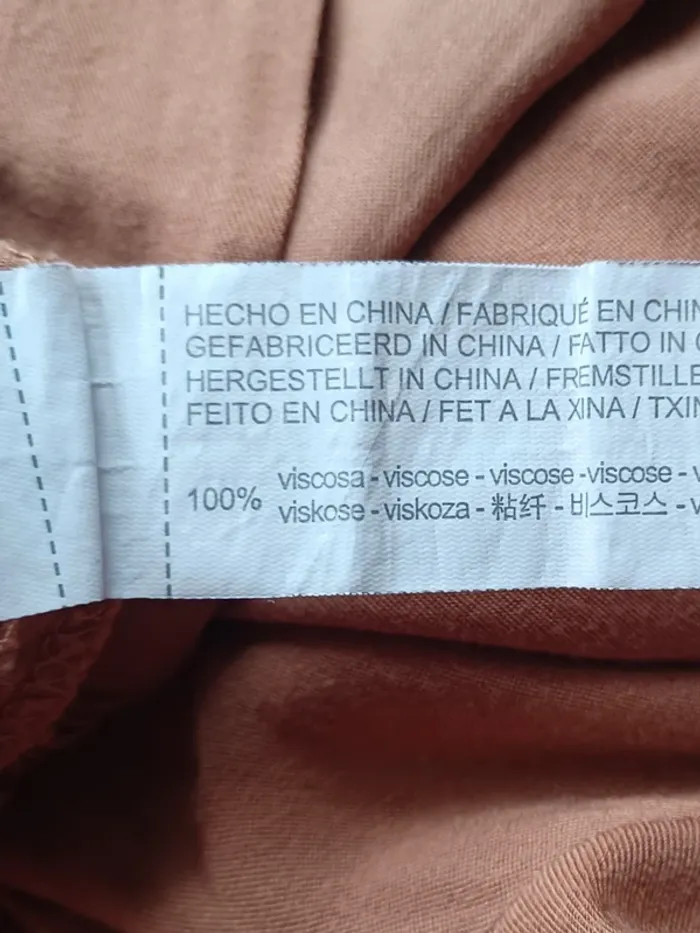 HECHO EN CHINA / FABRIQUÉ EN CHIN
GEFABRICEERD IN CHINA / FATTO IN C
HERGESTELLT IN CHINA / FREMSTILLE
FEITO EN CHINA / FET A LA XINA / TXIN
viscosa - viscose - viscose -viscose - v
100%
viskose - viskoza - 粘纤 - 비스코스 - v